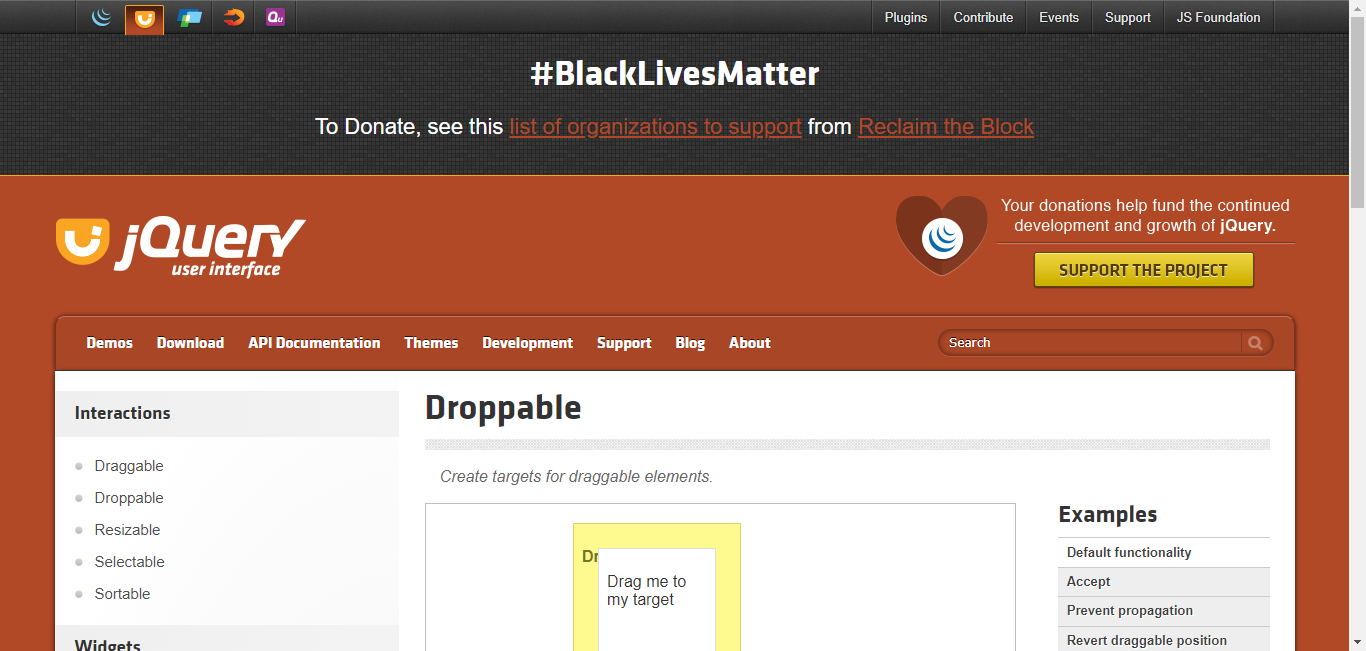 Plugins Contribute Events Support JS Foundation
#BlackLivesMatter
To Donate, see this list of organizations to support from Reclaim the Block
jQuery
user interface
Your donations help fund the continued
development and growth of jQuery.
SUPPORT THE PROJECT
Demos Download API Documentation Themes Development Support Blog About
Search
Interactions
Draggable
Droppable
Resizable
Selectable
Sortable
Widgets
Droppable
Create targets for draggable elements.
Dr
Drag me to
my target
Examples
Default functionality
Accept
Prevent propagation
Revert draggable position